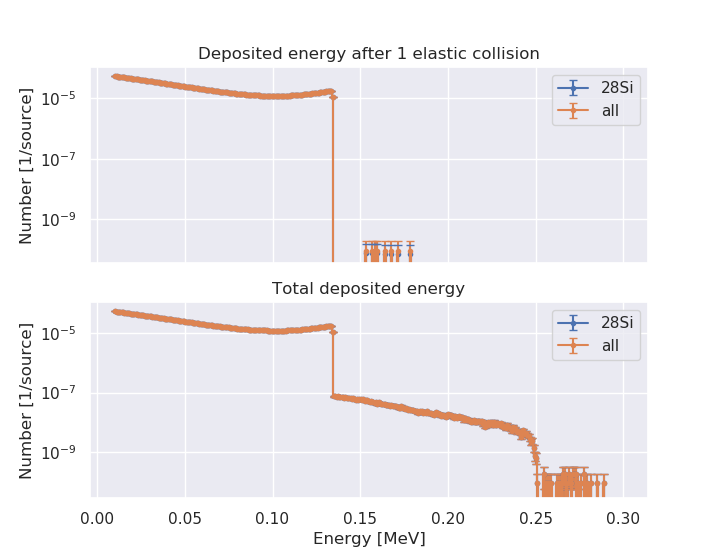 Deposited energy after 1 elastic collision
28Si
all
Number [1/source]
10⁻⁵
10⁻⁷
10⁻⁹
Total deposited energy
28Si
all
Number [1/source]
10⁻⁵
10⁻⁷
10⁻⁹
0.00 0.05 0.10 0.15 0.20 0.25 0.30
Energy [MeV]